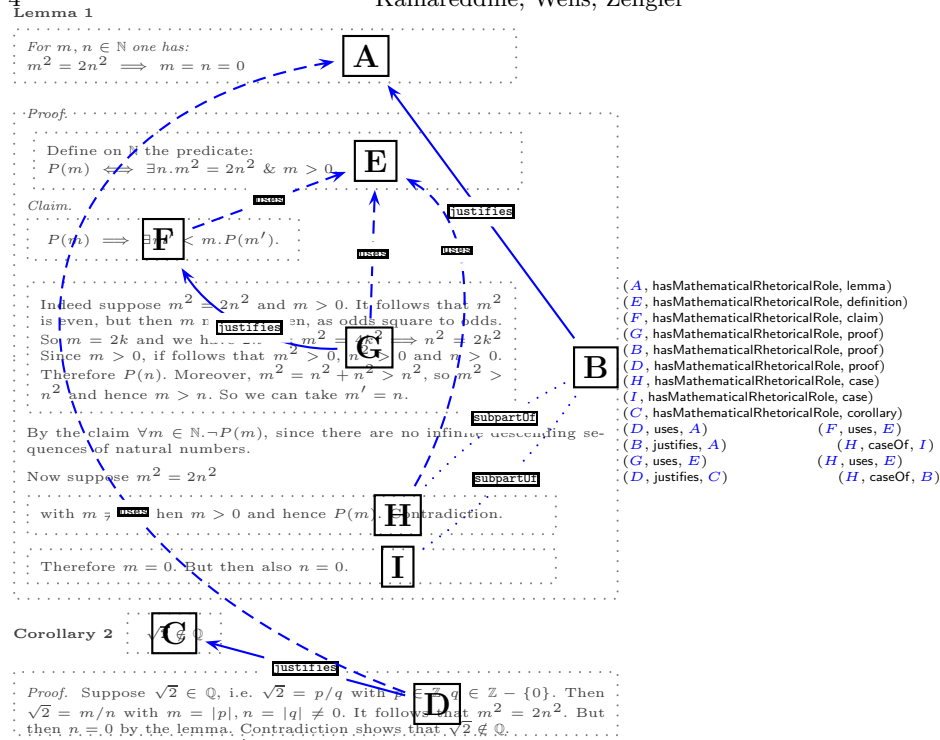 4 Kamareddine, Wells, Zengler
Lemma 1
For m, n ∈ ℕ one has:
m² = 2n² ⟹ m = n = 0
A
Proof.
Define on ℕ the predicate:
P(m) ⟺ ∃n.m² = 2n² & m > 0
E
uses
Claim.
justifies
P(m) ⟹ < m.P(m′).
F
uses
uses
Indeed suppose m² = 2n² and m > 0. It follows that m²
is even, but then m as odds square to odds.
justifies
So m = 2k and we have m² = 4k² ⟹ n² = 2k²
G
Since m > 0, if follows that m² > 0, n² > 0 and n > 0.
Therefore P(n). Moreover, m² = n² + n² > n², so m² >
n² and hence m > n. So we can take m′ = n.
B
subpartOf
By the claim ∀m ∈ ℕ.¬P(m), since there are no infinite descending se-
quences of natural numbers.
Now suppose m² = 2n²
subpartOf
with m uses hen m > 0 and hence P(m). Contradiction.
H
Therefore m = 0. But then also n = 0.
I
Corollary 2 √2 ∉ ℚ
C
justifies
Proof. Suppose √2 ∈ ℚ, i.e. √2 = p/q with p ∈ ℤ, q ∈ ℤ − {0}. Then
√2 = m/n with m = |p|, n = |q| ≠ 0. It follows that m² = 2n². But
D
then n = 0 by the lemma. Contradiction shows that √2 ∉ ℚ.
(A, hasMathematicalRhetoricalRole, lemma)
(E, hasMathematicalRhetoricalRole, definition)
(F, hasMathematicalRhetoricalRole, claim)
(G, hasMathematicalRhetoricalRole, proof)
(B, hasMathematicalRhetoricalRole, proof)
(D, hasMathematicalRhetoricalRole, proof)
(H, hasMathematicalRhetoricalRole, case)
(I, hasMathematicalRhetoricalRole, case)
(C, hasMathematicalRhetoricalRole, corollary)
(D, uses, A) (F, uses, E)
(B, justifies, A) (H, caseOf, I)
(G, uses, E) (H, uses, E)
(D, justifies, C) (H, caseOf, B)